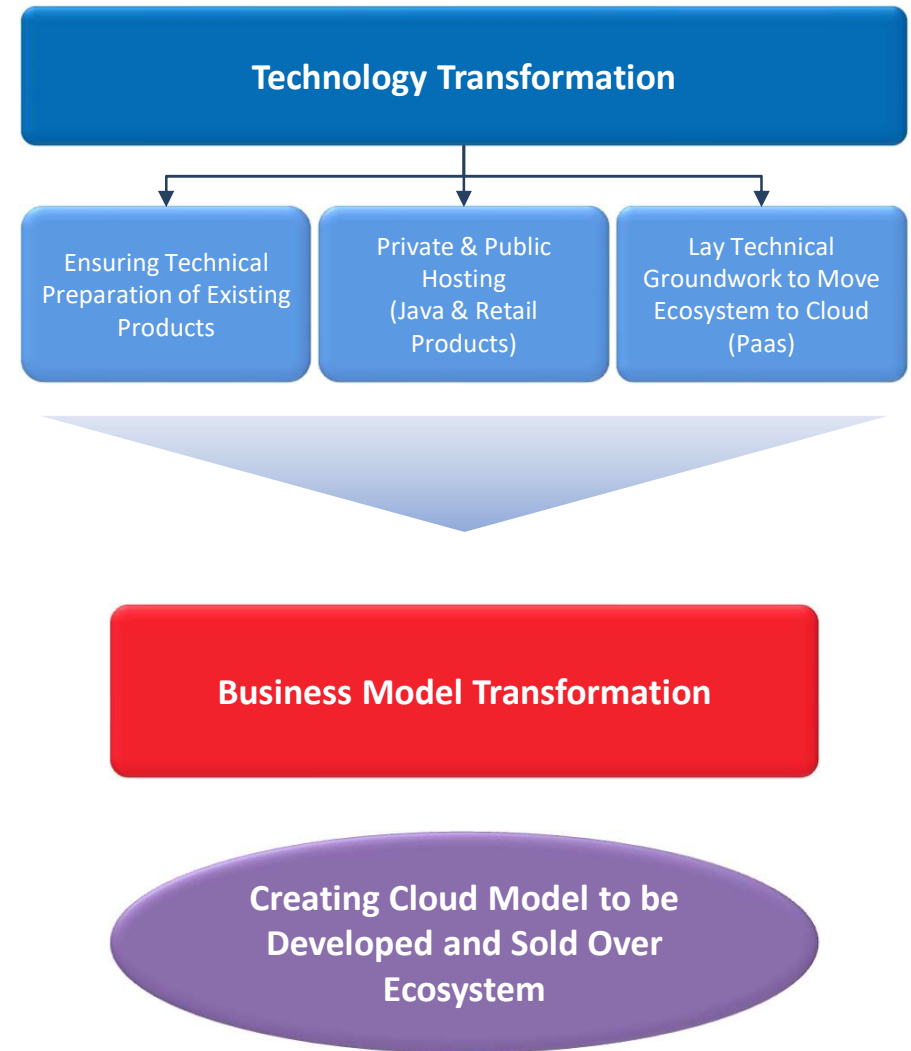 Technology Transformation
Ensuring Technical
Preparation of Existing
Products
Private & Public
Hosting
(Java & Retail
Products)
Lay Technical
Groundwork to Move
Ecosystem to Cloud
(Paas)
Business Model Transformation
Creating Cloud Model to be
Developed and Sold Over
Ecosystem